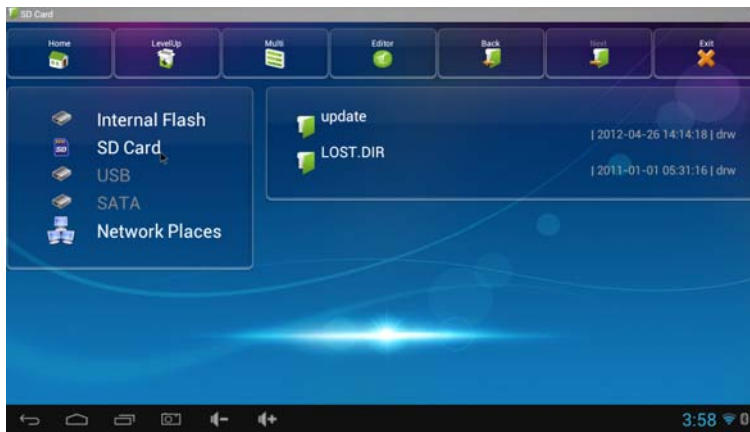 SD Card
Home LevelUp Multi Editor Back Next Exit
Internal Flash
SD Card
USB
SATA
Network Places
update
| 2012-04-26 14:14:18 | drw
LOST.DIR
| 2011-01-01 05:31:16 | drw
3:58